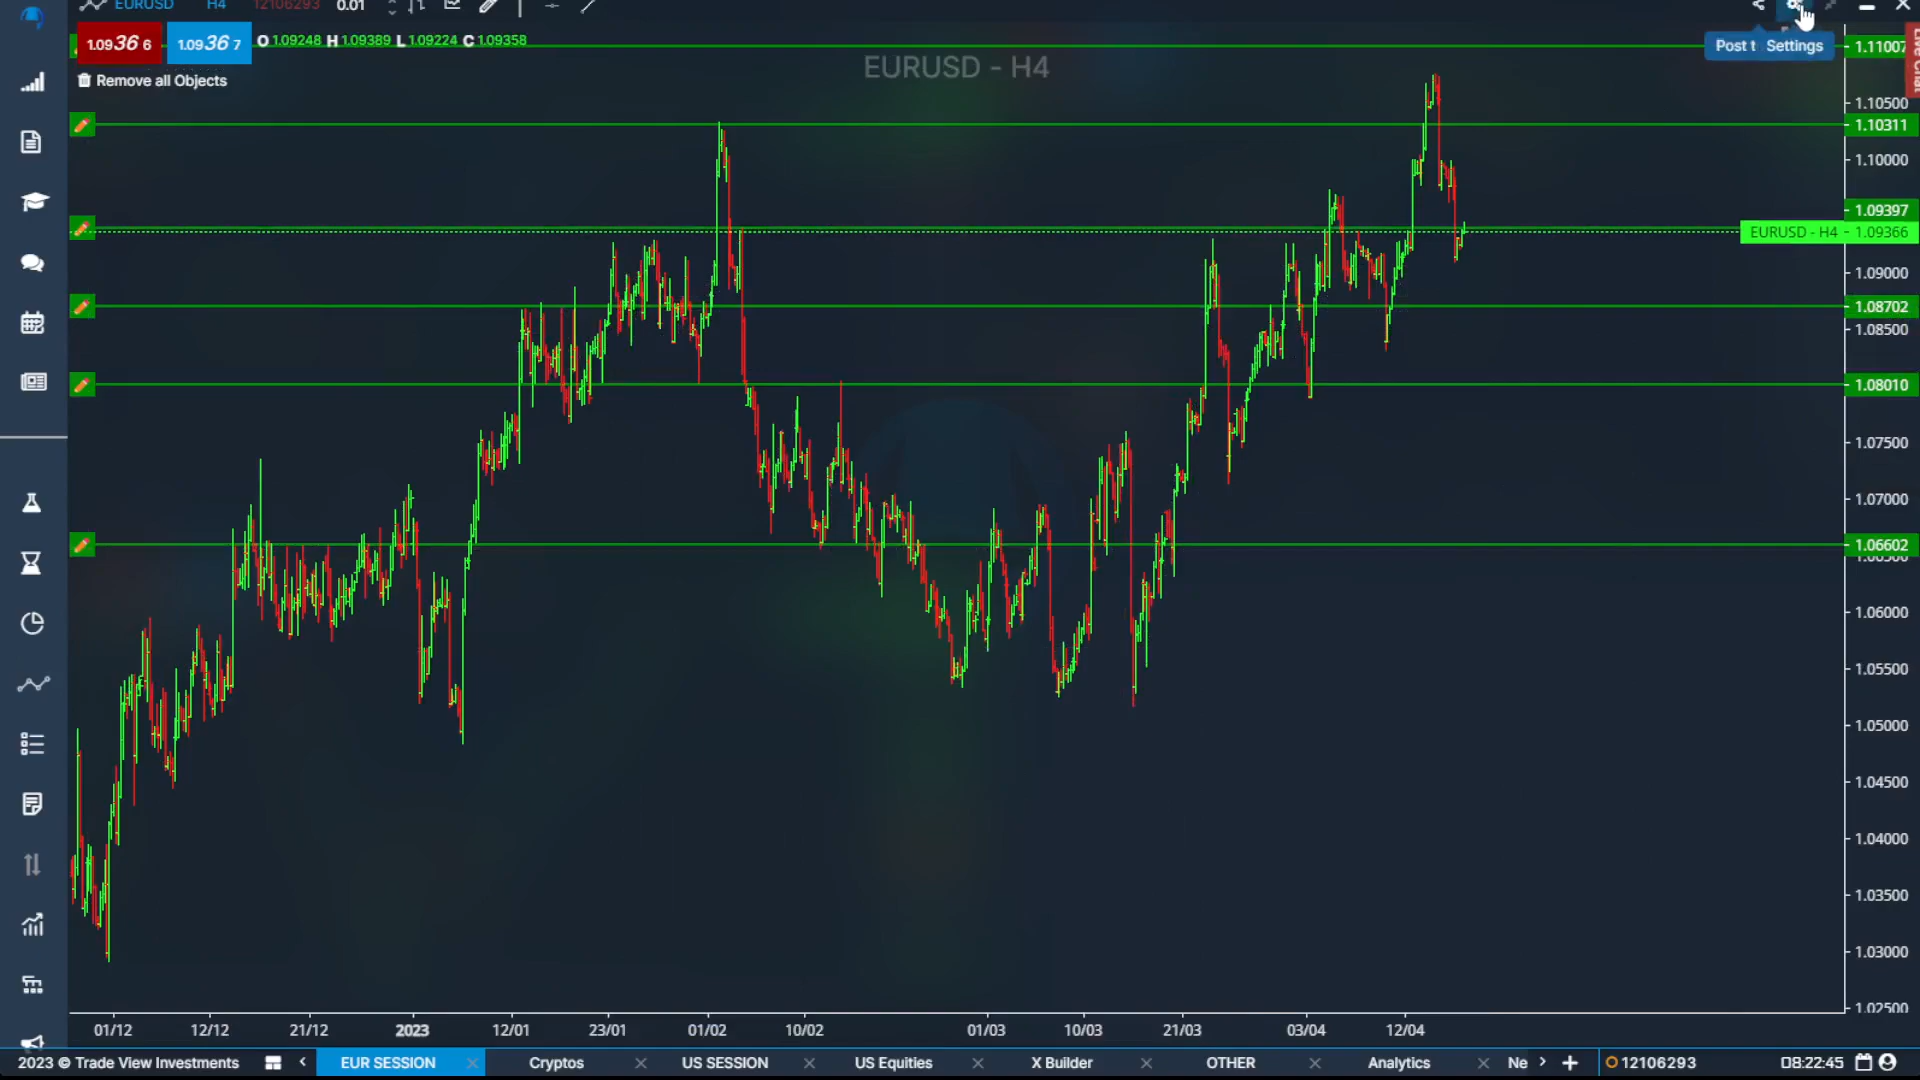 EURUSD H4 12106293 0.01
1.09366 1.09367 O 1.09248 H 1.09389 L 1.09224 C 1.09358
Remove all Objects
EURUSD - H4
Post t Settings
Live Chat
1.11007
1.10500
1.10311
1.10000
1.09397
EURUSD - H4 - 1.09366
1.09000
1.08702
1.08500
1.08010
1.07500
1.07000
1.06602
1.06000
1.05500
1.05000
1.04500
1.04000
1.03500
1.03000
1.02500
01/12 12/12 21/12 2023 12/01 23/01 01/02 10/02 01/03 10/03 21/03 03/04 12/04
2023 © Trade View Investments EUR SESSION Cryptos US SESSION US Equities X Builder OTHER Analytics Ne 12106293 08:22:45